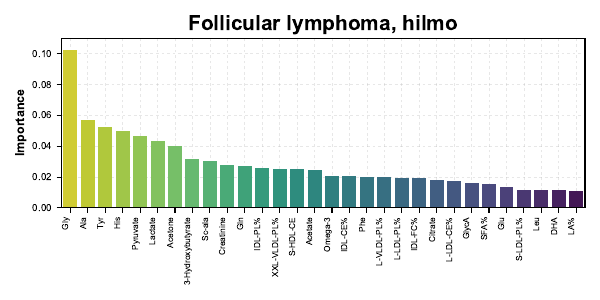 Follicular lymphoma, hilmo
Importance
0.10
0.08
0.06
0.04
0.02
0.00
Gly
Ala
Tyr
His
Pyruvate
Lactate
Acetone
3-Hydroxybutyrate
Sc-ala
Creatinine
Gln
IDL-PL%
XXL-VLDL-PL%
S-HDL-CE
Acetate
Omega-3
IDL-CE%
Phe
L-VLDL-PL%
L-LDL-PL%
IDL-FC%
Citrate
L-LDL-CE%
GlycA
SFA%
Glu
S-LDL-PL%
Leu
DHA
LA%